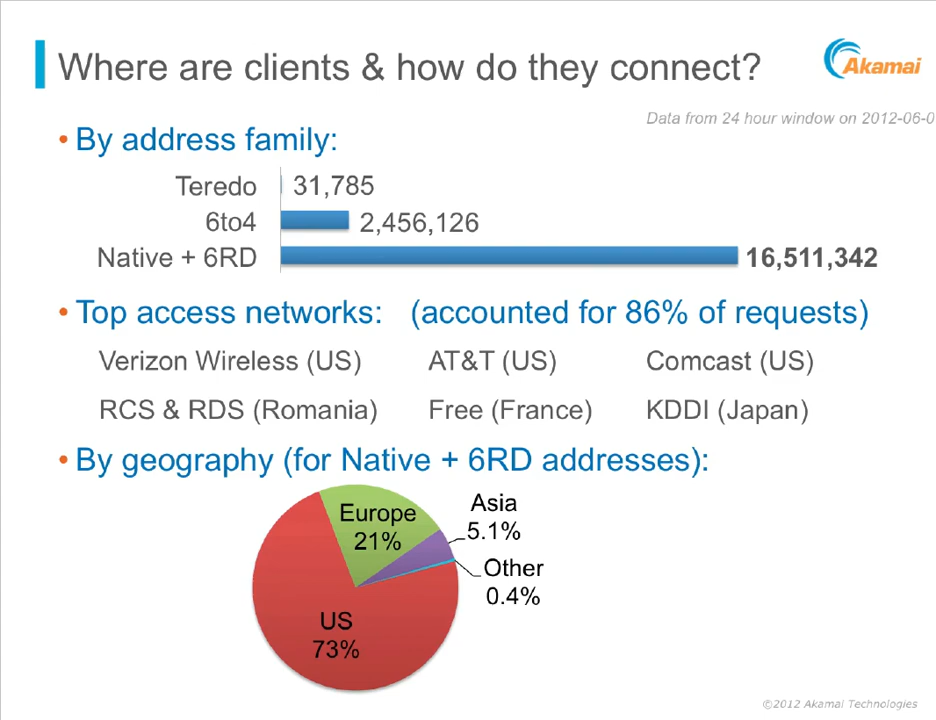 Where are clients & how do they connect?
Akamai
Data from 24 hour window on 2012-06-0
• By address family:
Teredo 31,785
6to4 2,456,126
Native + 6RD 16,511,342
• Top access networks: (accounted for 86% of requests)
Verizon Wireless (US) AT&T (US) Comcast (US)
RCS & RDS (Romania) Free (France) KDDI (Japan)
• By geography (for Native + 6RD addresses):
Europe
21%
Asia
5.1%
Other
0.4%
US
73%
©2012 Akamai Technologies